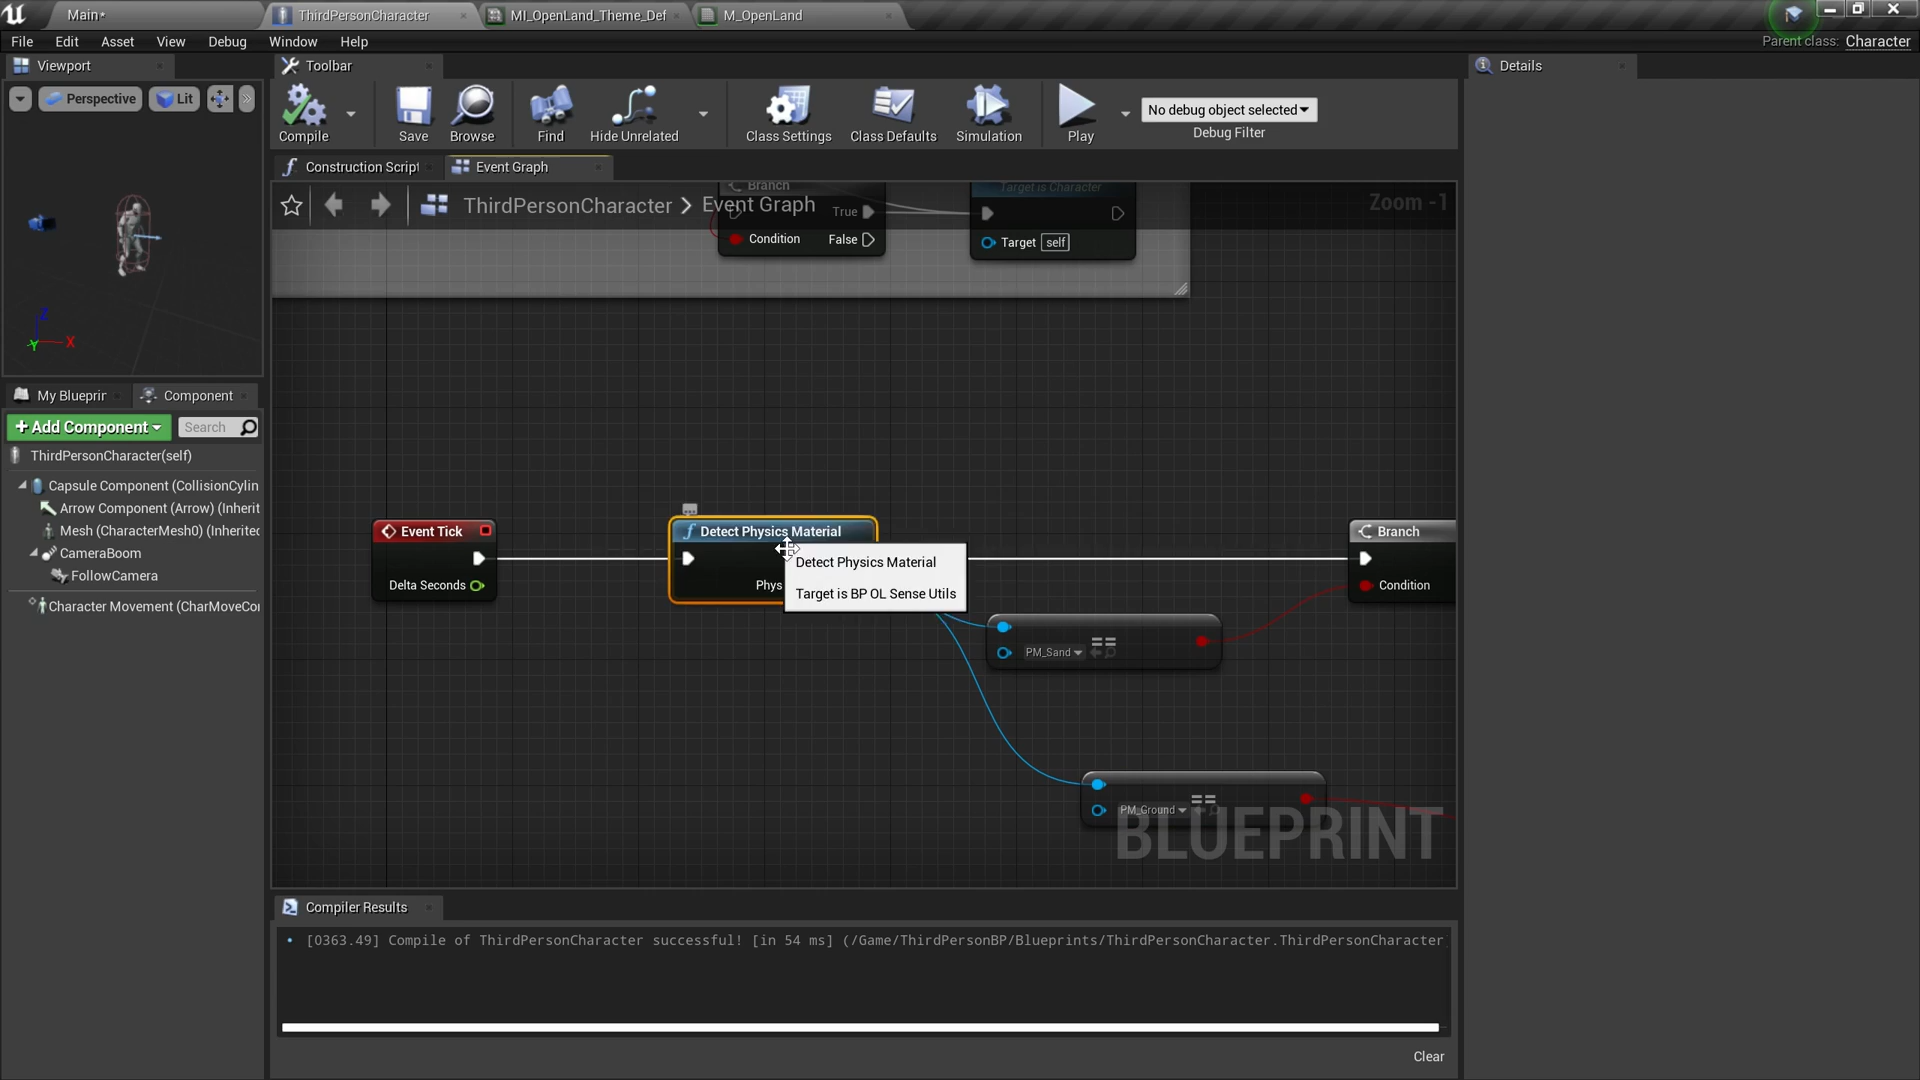 Main*
ThirdPersonCharacter
MI_OpenLand_Theme_Def
M_OpenLand
File
Edit
Asset
View
Debug
Window
Help
Parent class: Character
Viewport
Toolbar
Details
Perspective
Lit
Compile
Save
Browse
Find
Hide Unrelated
Class Settings
Class Defaults
Simulation
Play
No debug object selected
Debug Filter
Construction Script
Event Graph
ThirdPersonCharacter > Event Graph
Zoom -1
Branch
True
Condition
False
Target is Character
Target
self
X
Y
Z
My Blueprin
Component
+ Add Component
Search
ThirdPersonCharacter(self)
Capsule Component (CollisionCylin
Arrow Component (Arrow) (Inherit
Mesh (CharacterMesh0) (Inherited
CameraBoom
FollowCamera
Character Movement (CharMoveCor
Event Tick
Delta Seconds
Detect Physics Material
Phys
Detect Physics Material
Target is BP OL Sense Utils
Branch
Condition
PM_Sand
==
PM_Ground
==
BLUEPRINT
Compiler Results
[0363.49] Compile of ThirdPersonCharacter successful! [in 54 ms] (/Game/ThirdPersonBP/Blueprints/ThirdPersonCharacter.ThirdPersonCharacter
Clear